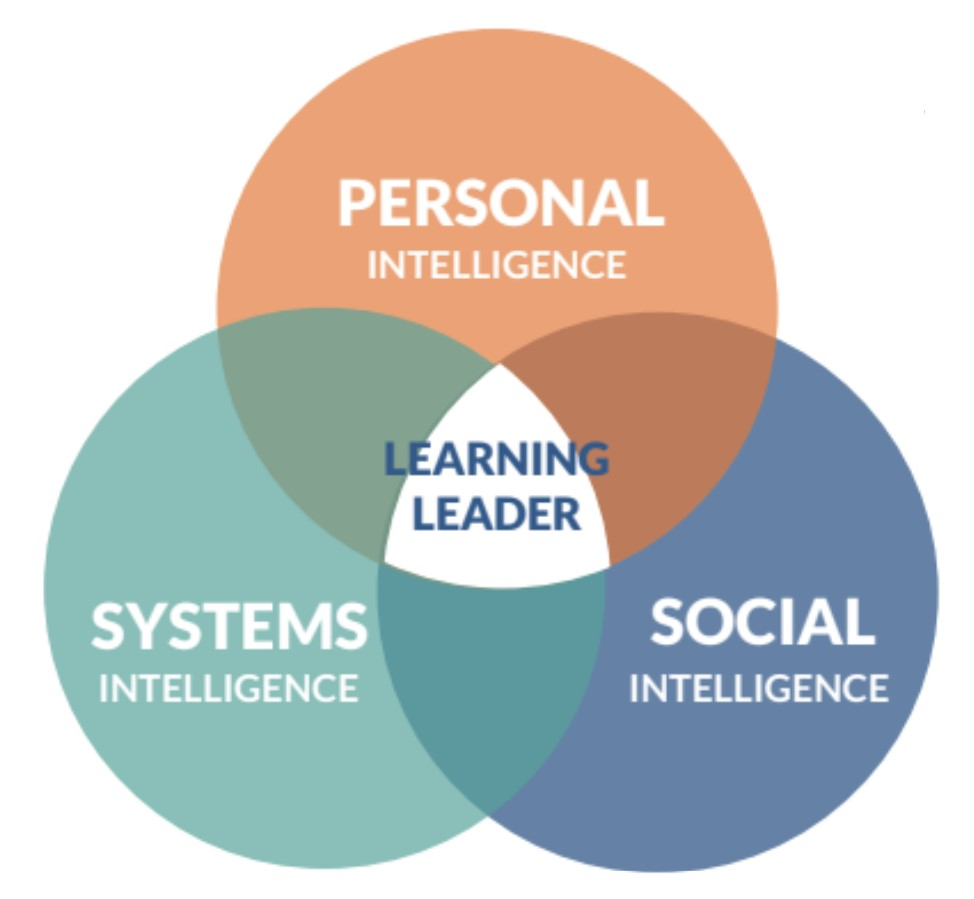 PERSONAL
INTELLIGENCE
LEARNING
LEADER
SYSTEMS
INTELLIGENCE
SOCIAL
INTELLIGENCE